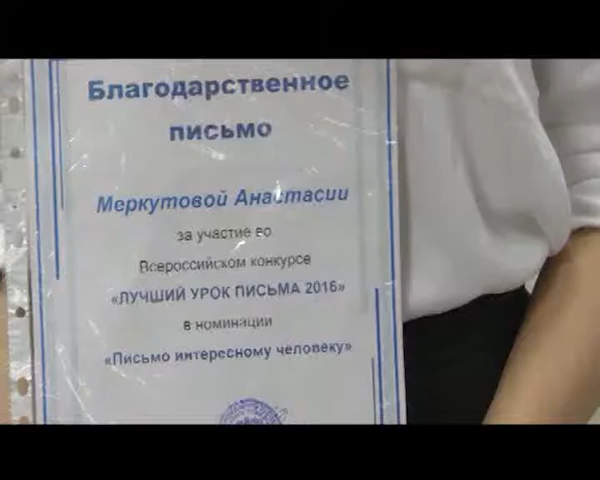 Благодарственное
письмо
Меркутовой Анастасии
за участие во
Всероссийском конкурсе
«ЛУЧШИЙ УРОК ПИСЬМА 2016»
в номинации
«Письмо интересному человеку»